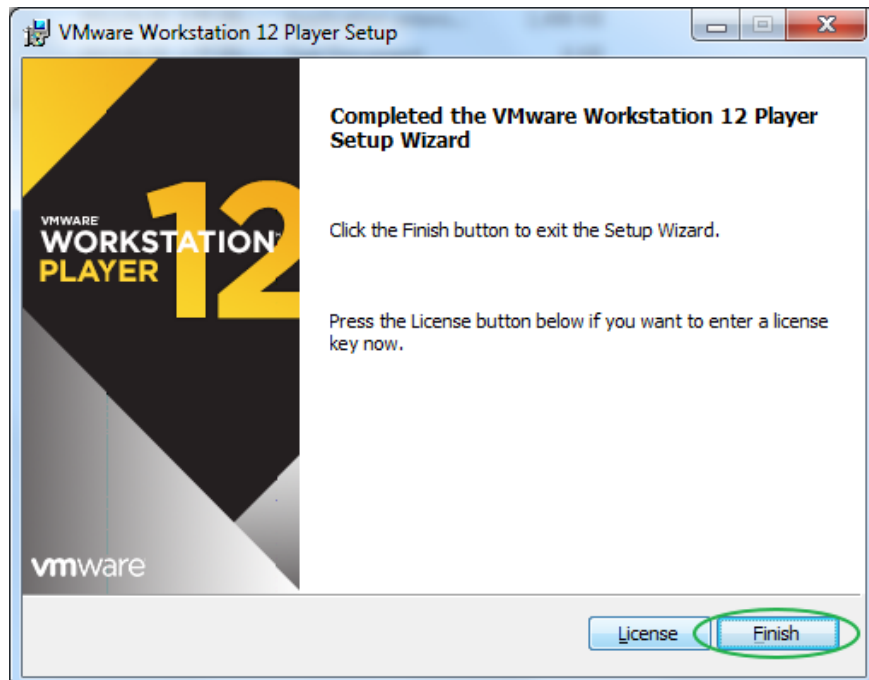 VMware Workstation 12 Player Setup
Completed the VMware Workstation 12 Player
Setup Wizard
VMWARE
WORKSTATION™
PLAYER
12
Click the Finish button to exit the Setup Wizard.
Press the License button below if you want to enter a license
key now.
vmware
License
Finish